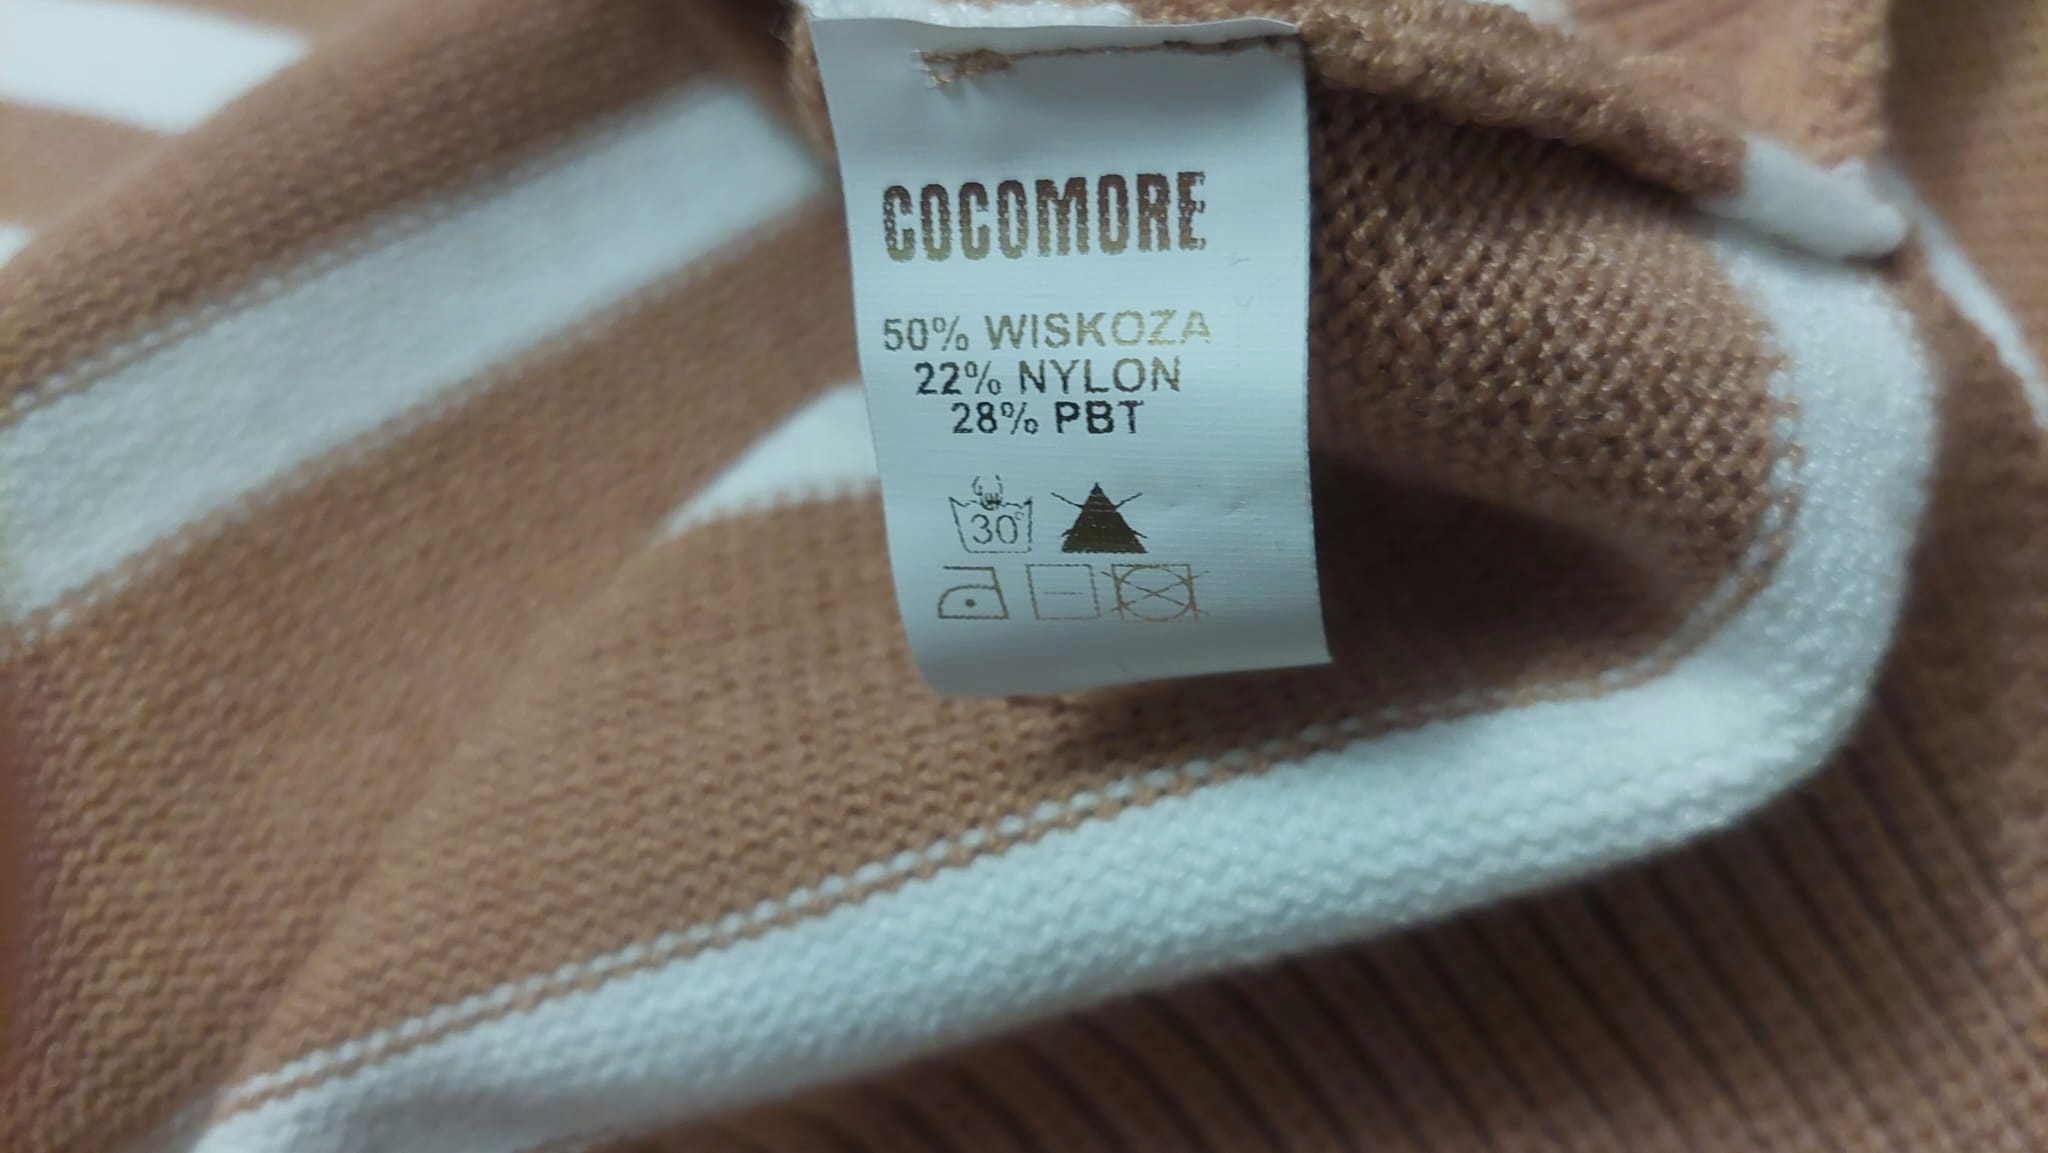 COCOMORE
50% WISKOZA
22% NYLON
28% PBT
30°